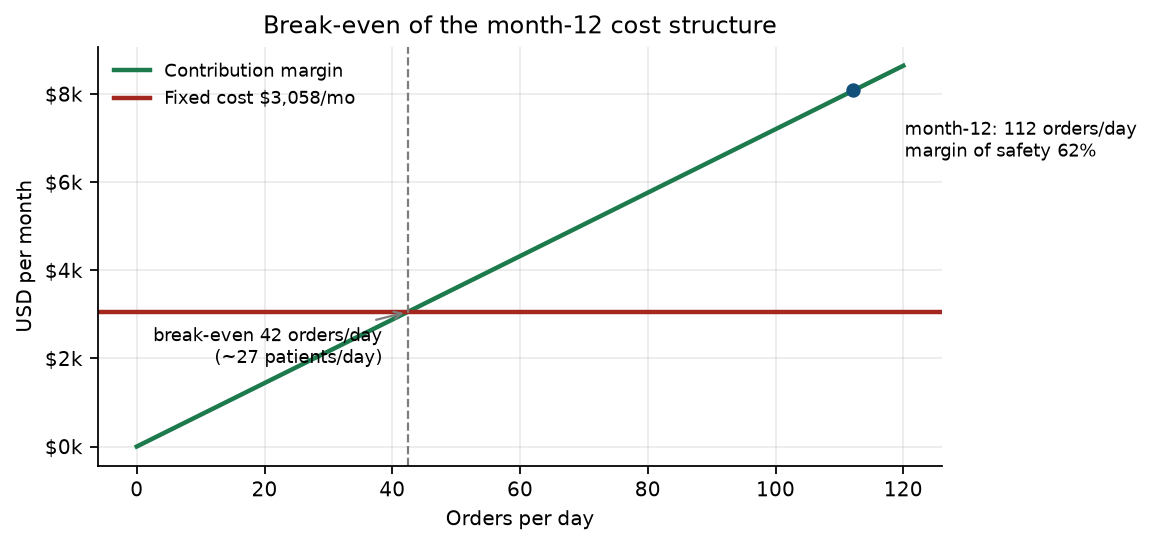 Break-even of the month-12 cost structure
Contribution margin
Fixed cost $3,058/mo
$8k
month-12: 112 orders/day
margin of safety 62%
$6k
USD per month
$4k
break-even 42 orders/day
(~27 patients/day)
$2k
$0k
0 20 40 60 80 100 120
Orders per day